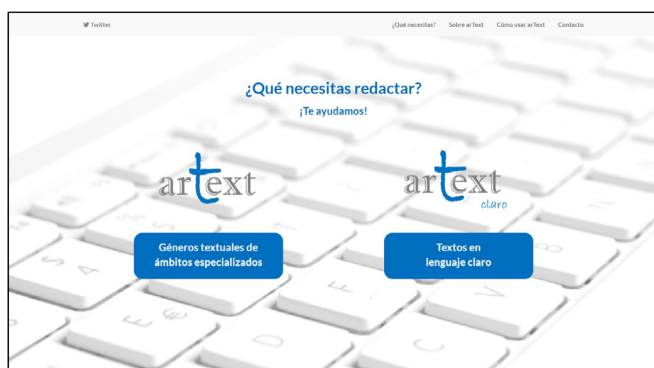 Twitter
¿Qué necesitas?
Sobre arText
Cómo usar arText
Contacto
¿Qué necesitas redactar?
¡Te ayudamos!
artext
artext
claro
Géneros textuales de
ámbitos especializados
Textos en
lenguaje claro